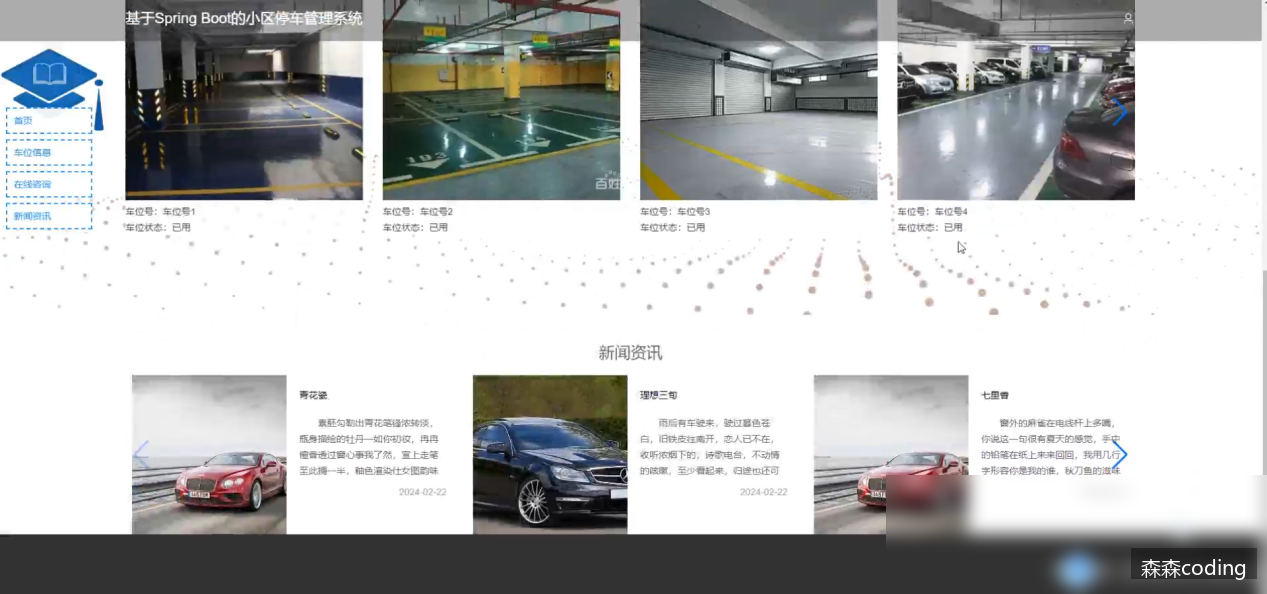 基于Spring Boot的小区停车管理系统
首页
车位信息
在线咨询
新闻资讯
百姓
车位号：车位号1
车位状态：已用
车位号：车位号2
车位状态：已用
车位号：车位号3
车位状态：已用
车位号：车位号4
车位状态：已用
新闻资讯
青花瓷
素胚勾勒出青花笔锋浓转淡，
瓶身描绘的牡丹一如你初妆，冉冉
檀香透过窗心事我了然，宣上走笔
至此搁一半，釉色渲染仕女图韵味
2024-02-22
理想三旬
雨后有车驶来，驶过暮色苍
白，旧铁皮往南开，恋人已不在，
收听浓烟下的，诗歌电台，不动情
的咳嗽，至少看起来，归途也还可
2024-02-22
七里香
窗外的麻雀在电线杆上多嘴，
你说这一句很有夏天的感觉，手中
的铅笔在纸上来来回回，我用几行
字形容你是我的谁，秋刀鱼的滋味
森森coding